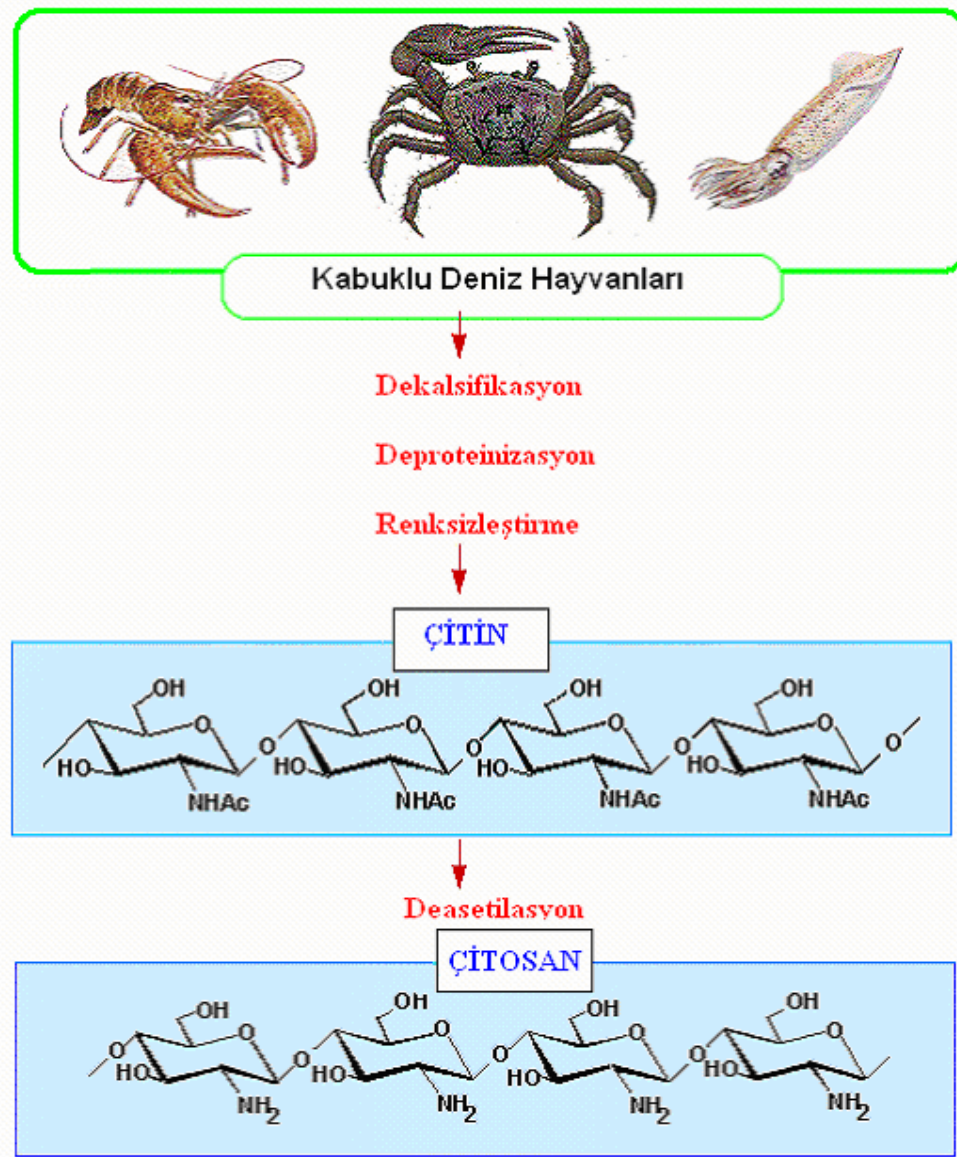 Kabuklu Deniz Hayvanları
Dekalsifikasyon
Deproteinizasyon
Renksizleştirme
ÇİTİN
OH OH OH OH
O O O O
O O O O
HO HO HO HO
NHAc NHAc NHAc NHAc
Deasetilasyon
ÇİTOSAN
OH OH OH OH
O O O O
O O O O
HO HO HO HO
NH2 NH2 NH2 NH2